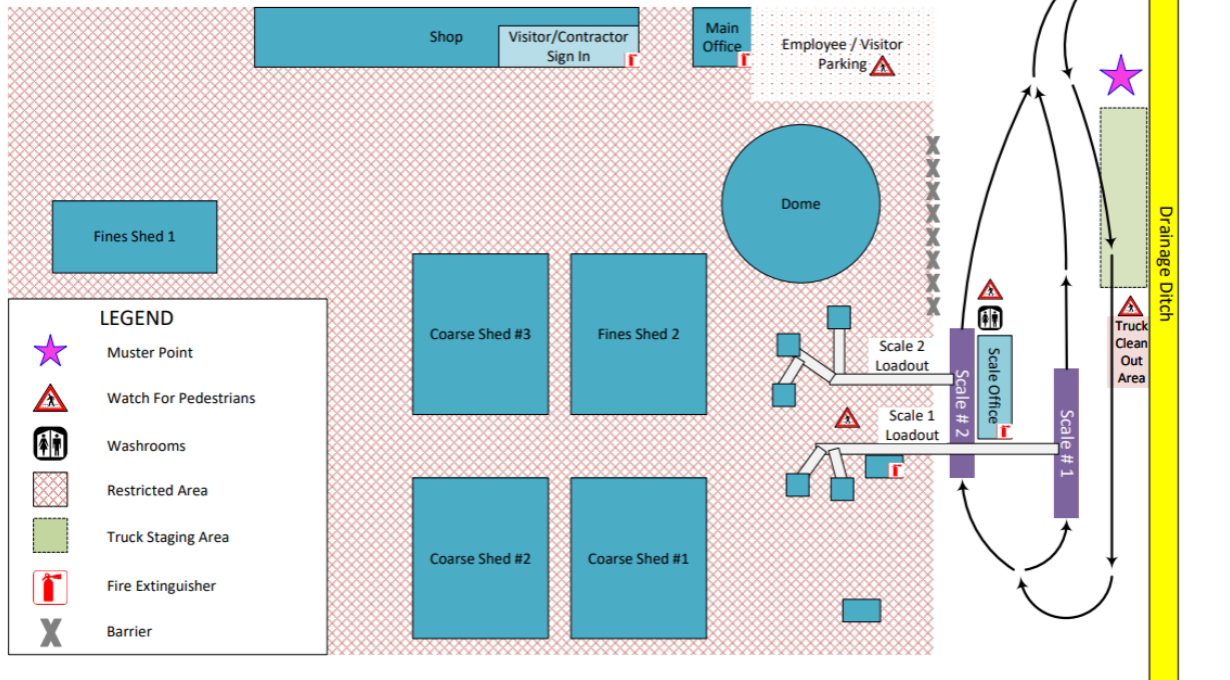 Shop
Visitor/Contractor
Sign In
Main
Office
Employee / Visitor
Parking
Dome
Fines Shed 1
Coarse Shed #3
Fines Shed 2
Scale 2
Loadout
Scale # 2
Scale Office
Scale 1
Loadout
Scale # 1
Truck
Clean
Out
Area
Drainage Ditch
Coarse Shed #2
Coarse Shed #1
X
X
X
X
X
X
X
X
LEGEND
Muster Point
Watch For Pedestrians
Washrooms
Restricted Area
Truck Staging Area
Fire Extinguisher
X Barrier